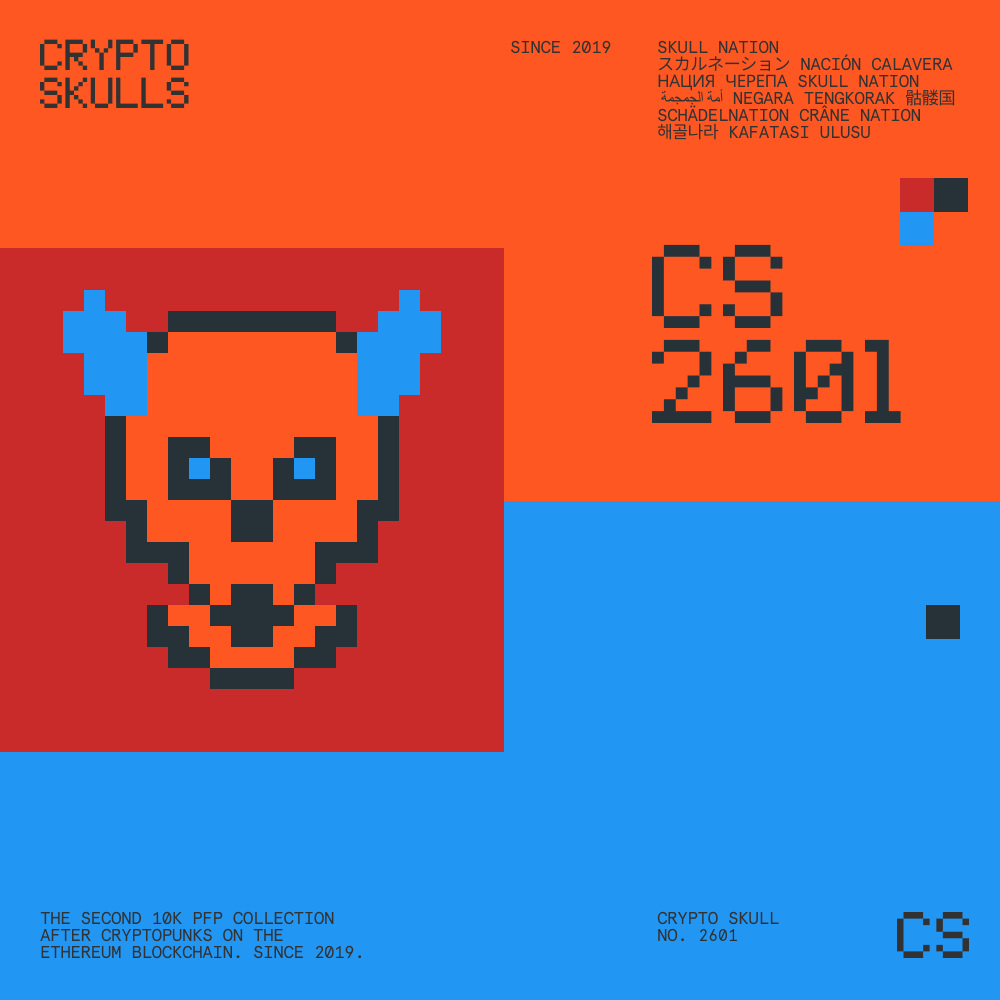 CRYPTO
SKULLS
SINCE 2019
SKULL NATION
スカルネーション NACIÓN CALAVERA
НАЦИЯ ЧЕРЕПА SKULL NATION
أمة الجمجمة NEGARA TENGKORAK 骷髅国
SCHÄDELNATION CRÂNE NATION
해골나라 KAFATASI ULUSU
CS
2601
THE SECOND 10K PFP COLLECTION
AFTER CRYPTOPUNKS ON THE
ETHEREUM BLOCKCHAIN. SINCE 2019.
CRYPTO SKULL
NO. 2601
CS